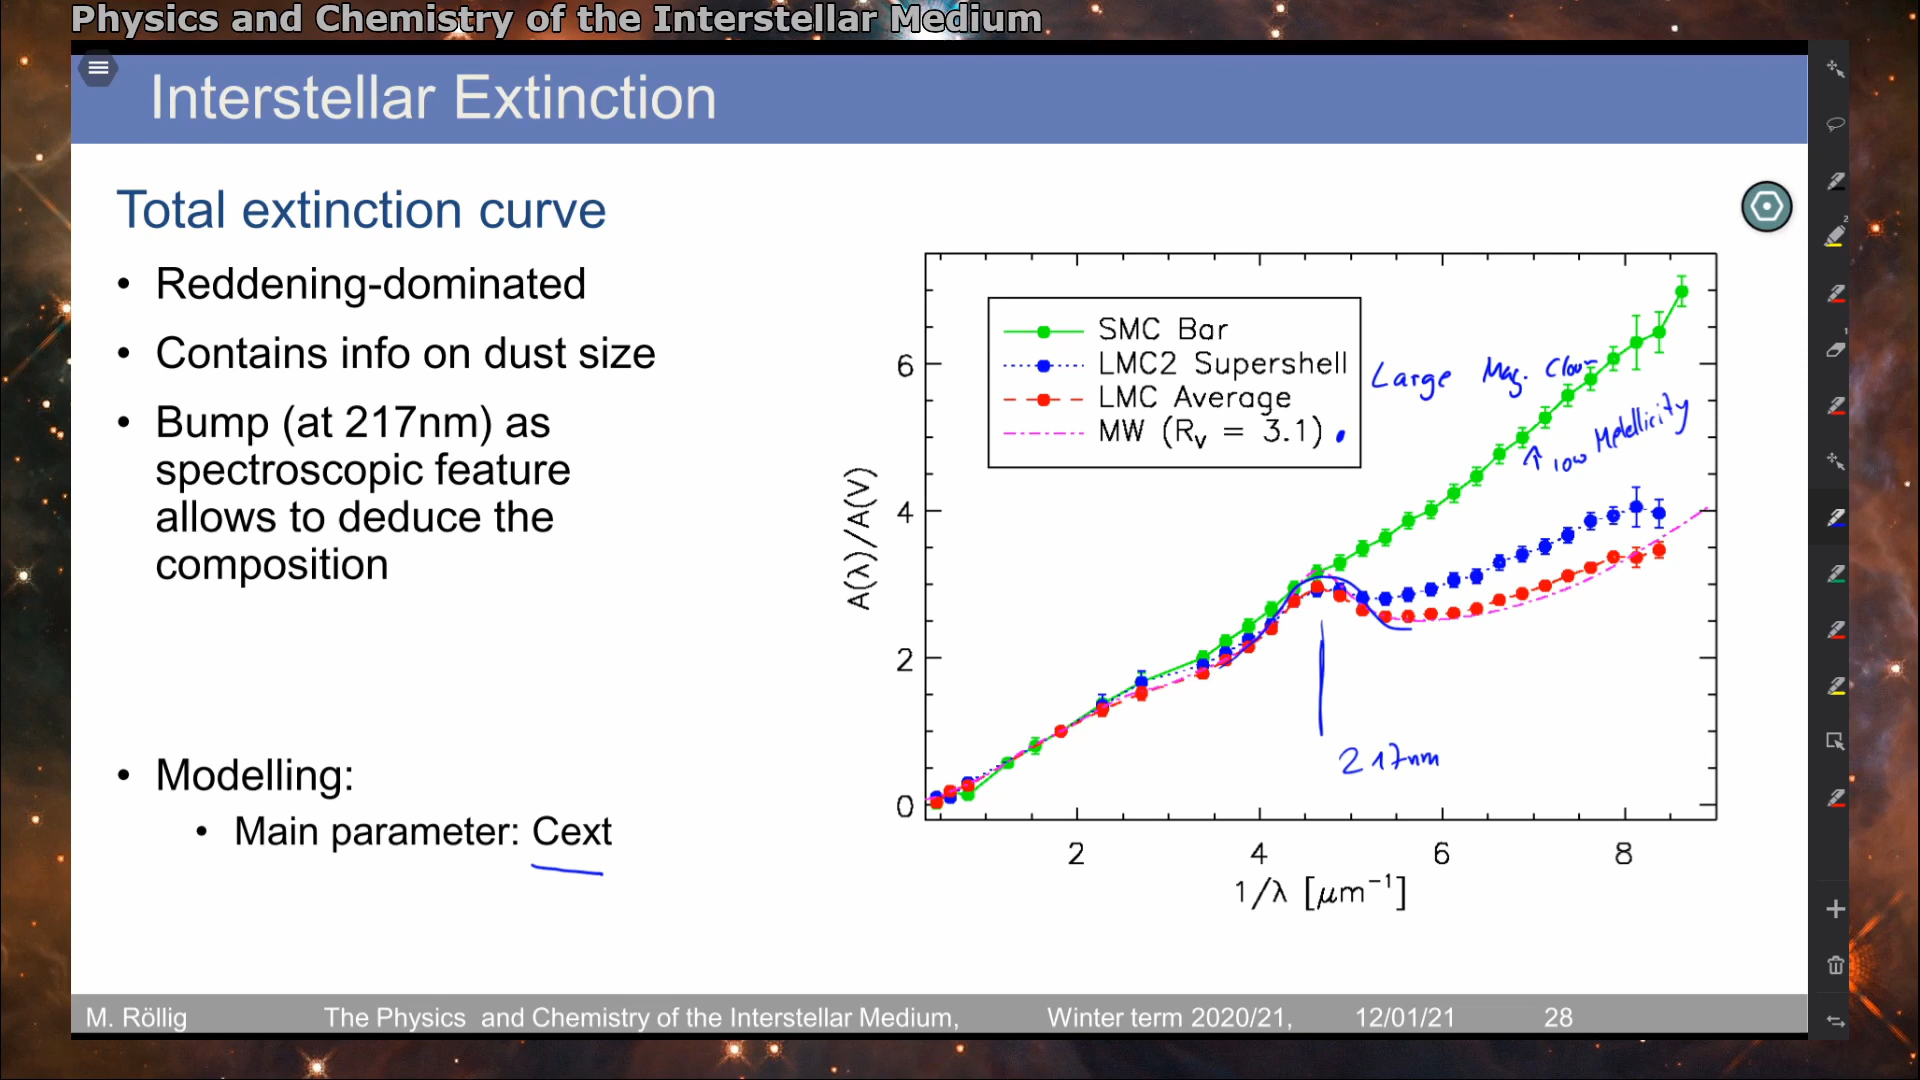 Physics and Chemistry of the Interstellar Medium
Interstellar Extinction
Total extinction curve
• Reddening-dominated
• Contains info on dust size
• Bump (at 217nm) as
spectroscopic feature
allows to deduce the
composition
• Modelling:
• Main parameter: Cext
SMC Bar
LMC2 Supershell
LMC Average
MW (Rv = 3.1)
Large Mag. Clou
↑ low Metallicity
217nm
A(λ)/A(V)
6
4
2
0
2 4 6 8
1/λ [μm⁻¹]
M. Röllig The Physics and Chemistry of the Interstellar Medium, Winter term 2020/21, 12/01/21 28
2
1